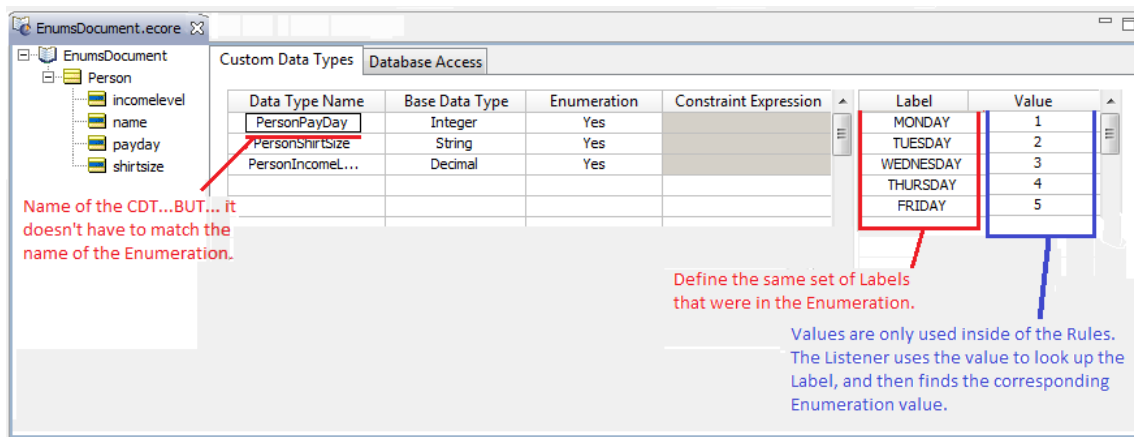 EnumsDocument.ecore
EnumsDocument
Person
incomelevel
name
payday
shirtsize
Custom Data Types Database Access
Data Type Name Base Data Type Enumeration Constraint Expression
PersonPayDay Integer Yes
PersonShirtSize String Yes
PersonIncomeL... Decimal Yes
Label Value
MONDAY 1
TUESDAY 2
WEDNESDAY 3
THURSDAY 4
FRIDAY 5
Name of the CDT...BUT... it
doesn't have to match the
name of the Enumeration.
Define the same set of Labels
that were in the Enumeration.
Values are only used inside of the Rules.
The Listener uses the value to look up the
Label, and then finds the corresponding
Enumeration value.